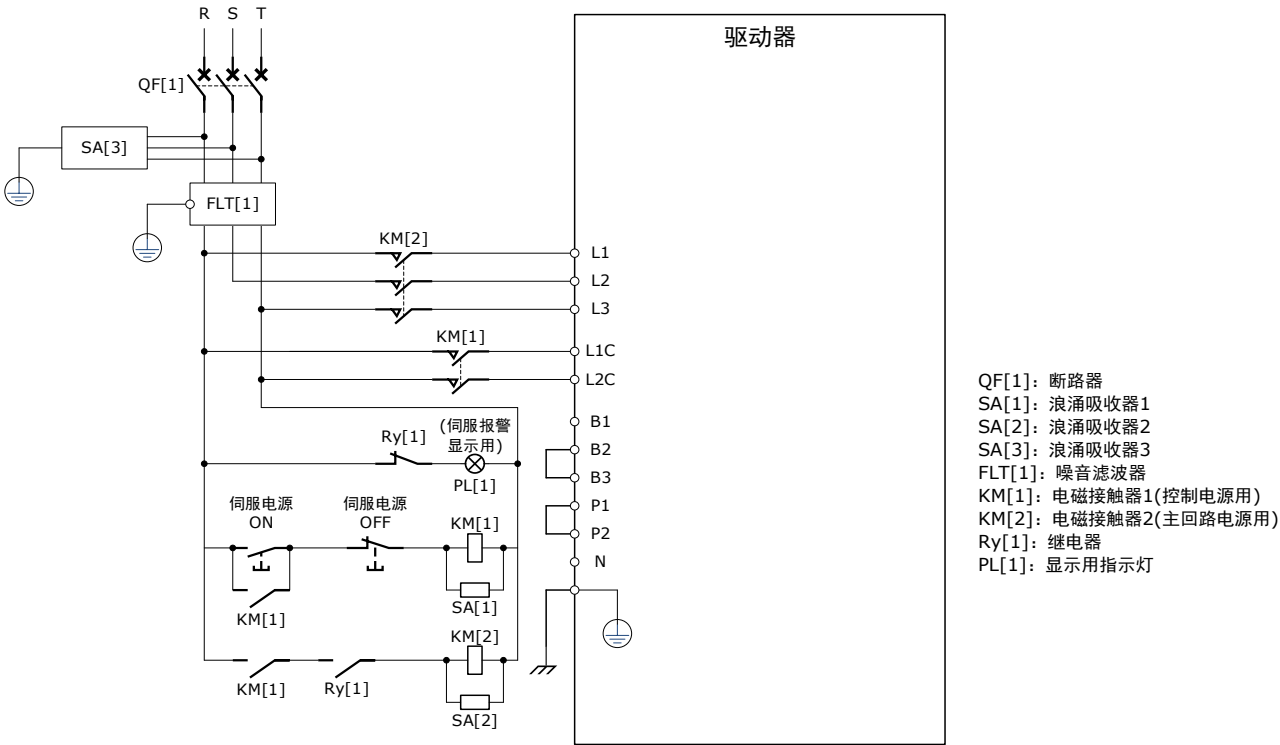 R S T
驱动器
QF[1]
SA[3]
FLT[1]
KM[2]
L1
L2
L3
KM[1]
L1C
L2C
B1
Ry[1]
(伺服报警
显示用)
B2
PL[1]
B3
伺服电源
ON
伺服电源
OFF
KM[1]
P1
P2
N
SA[1]
KM[1]
KM[2]
KM[1]
Ry[1]
SA[2]
QF[1]: 断路器
SA[1]: 浪涌吸收器1
SA[2]: 浪涌吸收器2
SA[3]: 浪涌吸收器3
FLT[1]: 噪音滤波器
KM[1]: 电磁接触器1(控制电源用)
KM[2]: 电磁接触器2(主回路电源用)
Ry[1]: 继电器
PL[1]: 显示用指示灯